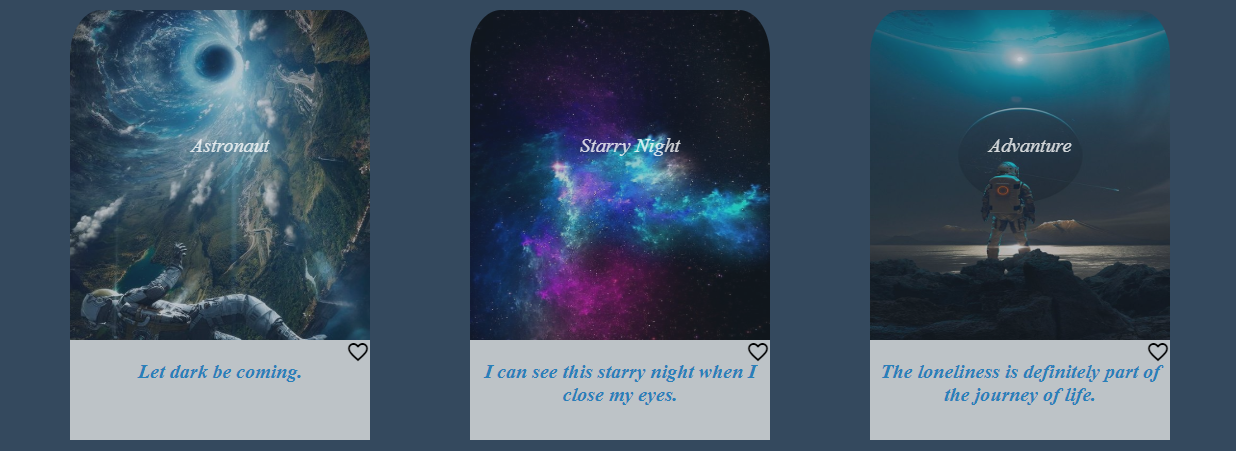 Astronaut
Starry Night
Advanture
Let dark be coming.
I can see this starry night when I
close my eyes.
The loneliness is definitely part of
the journey of life.